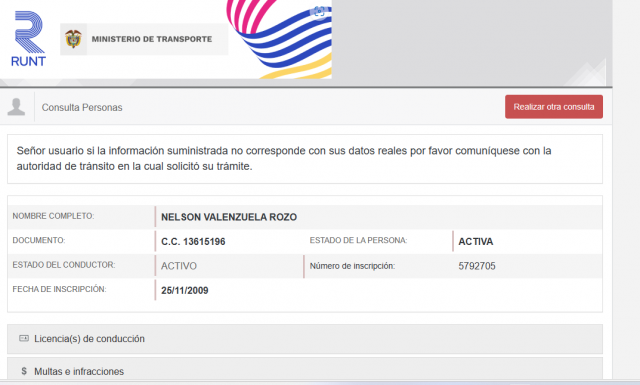 RUNT
MINISTERIO DE TRANSPORTE
Consulta Personas
Realizar otra consulta
Señor usuario si la información suministrada no corresponde con sus datos reales por favor comuníquese con la
autoridad de tránsito en la cual solicitó su trámite.
NOMBRE COMPLETO: NELSON VALENZUELA ROZO
DOCUMENTO: C.C. 13615196 ESTADO DE LA PERSONA: ACTIVA
ESTADO DEL CONDUCTOR: ACTIVO Número de inscripción: 5792705
FECHA DE INSCRIPCIÓN: 25/11/2009
Licencia(s) de conducción
$ Multas e infracciones